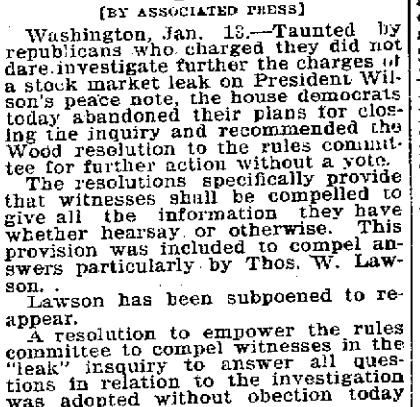 [BY ASSOCIATED PRESS]
Washington, Jan. 13.—Taunted by
republicans who charged they did not
dare investigate further the charges of
a stock market leak on President Wil-
son's peace note, the house democrats
today abandoned their plans for clos-
ing the inquiry and recommended the
Wood resolution to the rules commit-
tee for further action without a vote.
The resolutions specifically provide
that witnesses shall be compelled to
give all the information they have
whether hearsay or otherwise. This
provision was included to compel an-
swers particularly by Thos. W. Law-
son. .
Lawson has been subpoened to re-
appear.
A resolution to empower the rules
committee to compel witnesses in the
"leak" insquiry to answer all ques-
tions in relation to the investigation
was adopted without obection today